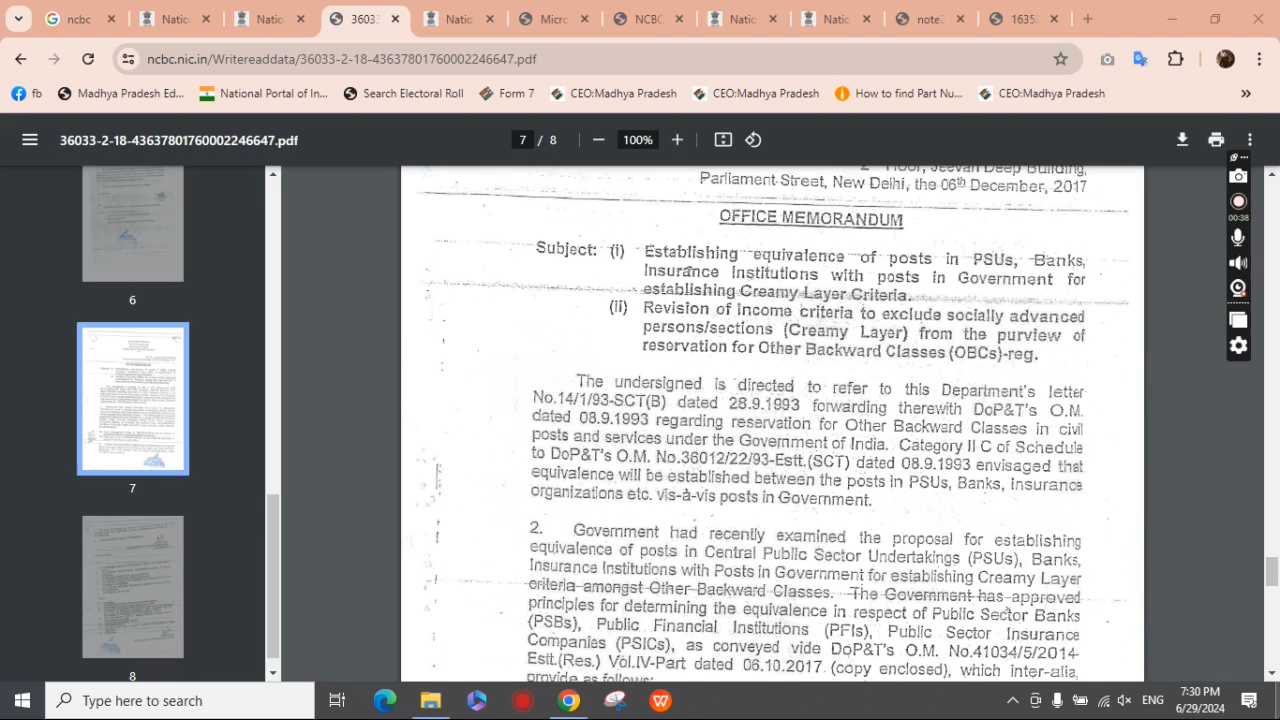 ncbc
Natio
Natio
36033
Natio
Micro
NCBC
Natio
Natio
note2
1635
ncbc.nic.in/Writereaddata/36033-2-18-43637801760002246647.pdf
fb
Madhya Pradesh Ed...
National Portal of In...
Search Electoral Roll
Form 7
CEO:Madhya Pradesh
CEO:Madhya Pradesh
How to find Part Nu...
CEO:Madhya Pradesh
36033-2-18-43637801760002246647.pdf
7 / 8
100%
6
7
8
Floor, Jeevan Deep Building,
Parliament Street, New Delhi, the 06th December, 2017
OFFICE MEMORANDUM
Subject: (i) Establishing equivalence of posts in PSUs, Banks,
Insurance Institutions with posts in Government for
establishing Creamy Layer Criteria.
(ii) Revision of income criteria to exclude socially advanced
persons/sections (Creamy Layer) from the purview of
reservation for Other Backward Classes (OBCs)-reg.
The undersigned is directed to refer to this Department's letter
No.14/1/93-SCT(B) dated 28.9.1993 forwarding therewith DoP&T's O.M.
dated 08.9.1993 regarding reservation for Other Backward Classes in civil
posts and services under the Government of India. Category II C of Schedule
to DoP&T's O.M. No.36012/22/93-Estt.(SCT) dated 08.9.1993 envisaged that
equivalence will be established between the posts in PSUs, Banks, Insurance
organizations etc. vis-à-vis posts in Government.
2. Government had recently examined the proposal for establishing
equivalence of posts in Central Public Sector Undertakings (PSUs), Banks,
Insurance Institutions with Posts in Government for establishing Creamy Layer
criteria amongst Other Backward Classes. The Government has approved
principles for determining the equivalence in respect of Public Sector Banks
(PSBs), Public Financial Institutions (PFIs), Public Sector Insurance
Companies (PSICs), as conveyed vide DoP&T's O.M. No.41034/5/2014-
Estt.(Res.) Vol.IV-Part dated 06.10.2017 (copy enclosed), which inter-alia,
provide as follows:
00:38
Type here to search
ENG
7:30 PM
6/29/2024